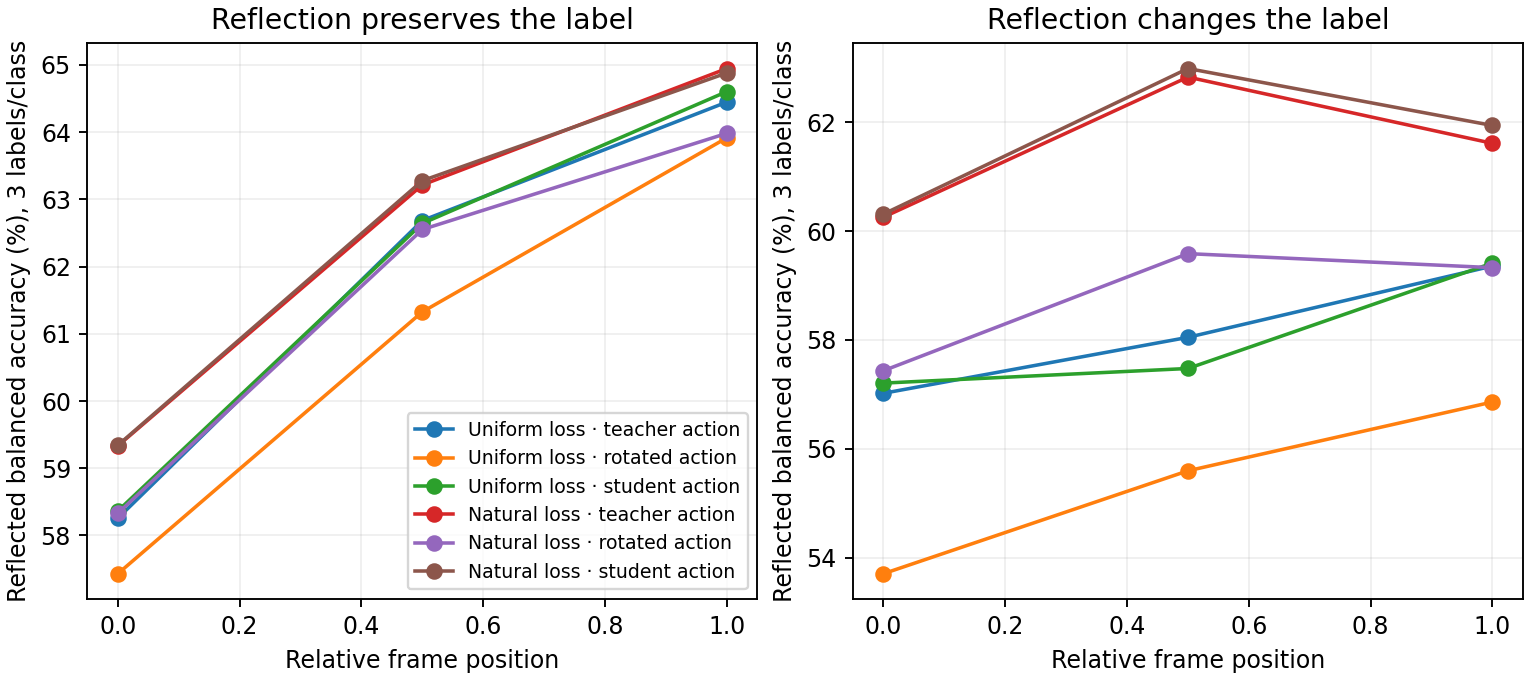 Reflection preserves the label
Reflected balanced accuracy (%), 3 labels/class
65
64
63
62
61
60
59
58
Uniform loss · teacher action
Uniform loss · rotated action
Uniform loss · student action
Natural loss · teacher action
Natural loss · rotated action
Natural loss · student action
0.0 0.2 0.4 0.6 0.8 1.0
Relative frame position
Reflection changes the label
Reflected balanced accuracy (%), 3 labels/class
62
60
58
56
54
0.0 0.2 0.4 0.6 0.8 1.0
Relative frame position